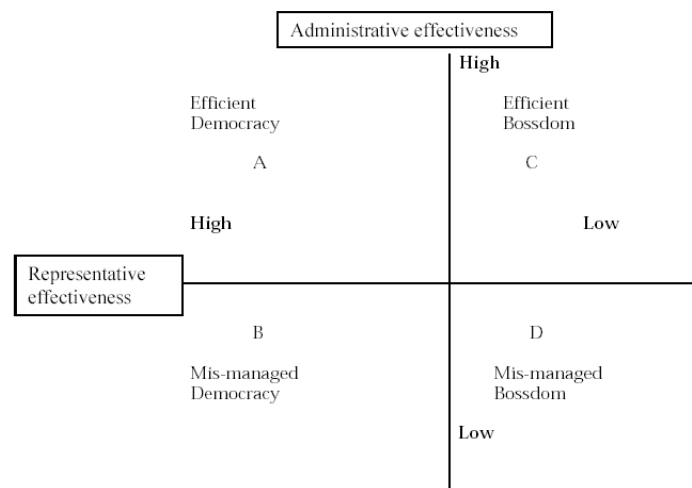 Administrative effectiveness
High
Efficient
Democracy
Efficient
Bossdom
A
C
High
Low
Representative
effectiveness
B
D
Mis-managed
Democracy
Mis-managed
Bossdom
Low